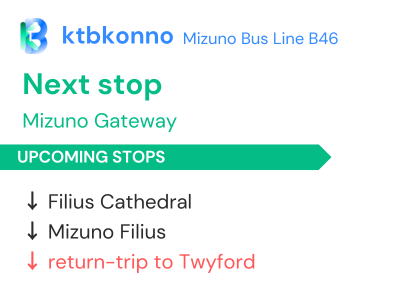 ktbkonno Mizuno Bus Line B46
Next stop
Mizuno Gateway
UPCOMING STOPS
↓ Filius Cathedral
↓ Mizuno Filius
↓ return-trip to Twyford